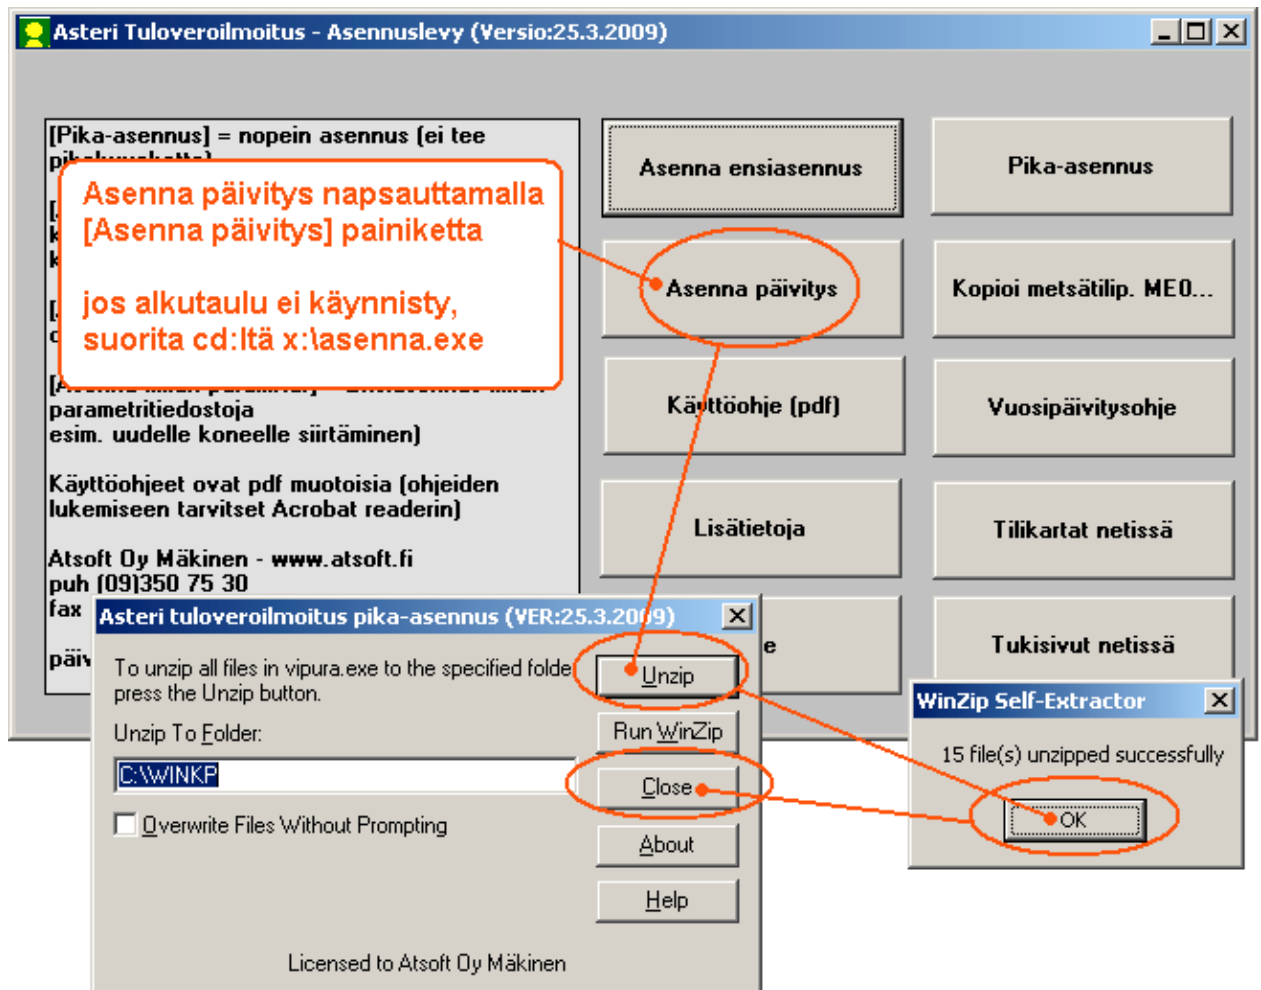 Asteri Tuloveroilmoitus - Asennuslevy (Versio:25.3.2009)
[Pika-asennus] = nopein asennus (ei tee
Asenna päivitys napsauttamalla
[Asenna päivitys] painiketta
jos alkutaulu ei käynnisty,
suorita cd:ltä x:\asenna.exe
parametritiedostoja
esim. uudelle koneelle siirtäminen)
Käyttöohjeet ovat pdf muotoisia (ohjeiden
lukemiseen tarvitset Acrobat readerin)
Atsoft Oy Mäkinen - www.atsoft.fi
puh (09)350 75 30
fax
Asenna ensiasennus
Pika-asennus
Asenna päivitys
Kopioi metsätilip. ME0...
Käyttöohje (pdf)
Vuosipäivitysohje
Lisätietoja
Tilikartat netissä
Tukisivut netissä
Asteri tuloveroilmoitus pika-asennus (VER:25.3.2009)
To unzip all files in vipura.exe to the specified folde
press the Unzip button.
Unzip To Folder:
C:\WINKP
Overwrite Files Without Prompting
Unzip
Run WinZip
Close
About
Help
Licensed to Atsoft Oy Mäkinen
WinZip Self-Extractor
15 file(s) unzipped successfully
OK